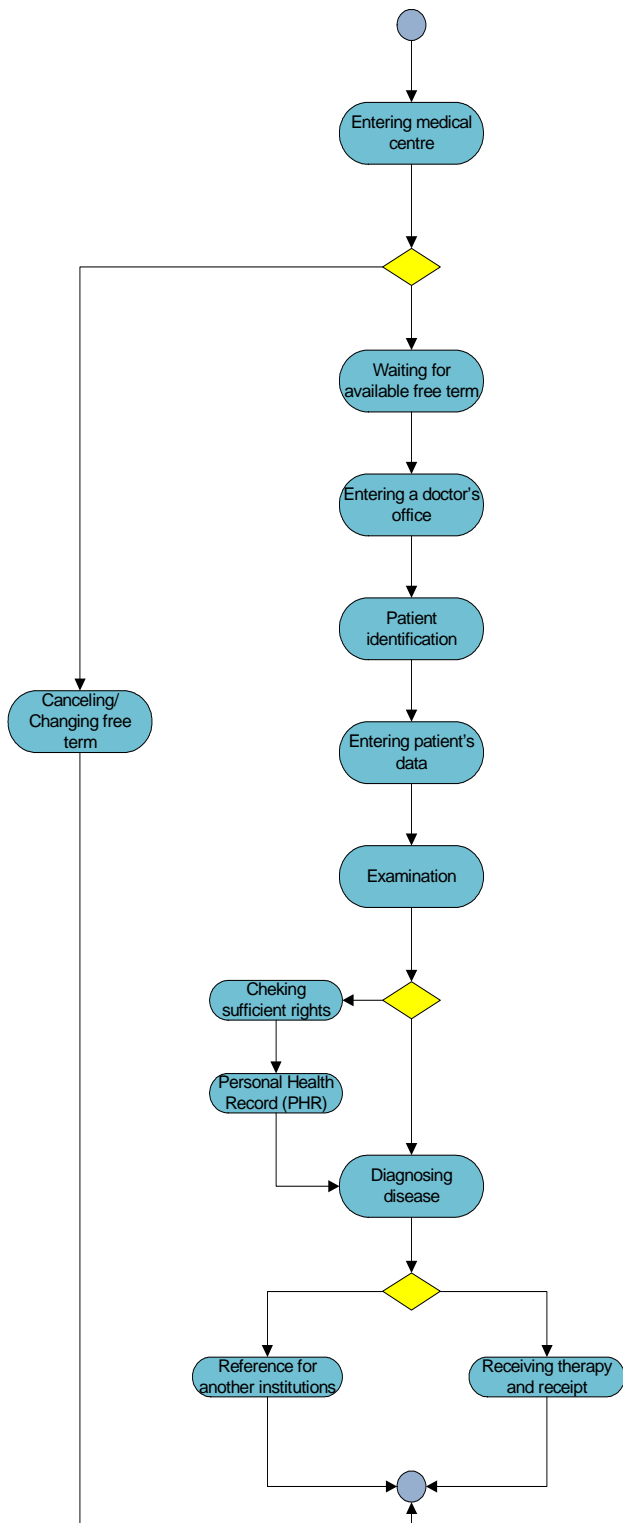 Entering medical
centre
Waiting for
available free term
Entering a doctor's
office
Patient
identification
Canceling/
Changing free
term
Entering patient's
data
Examination
Cheking
sufficient rights
Personal Health
Record (PHR)
Diagnosing
disease
Reference for
another institutions
Receiving therapy
and receipt